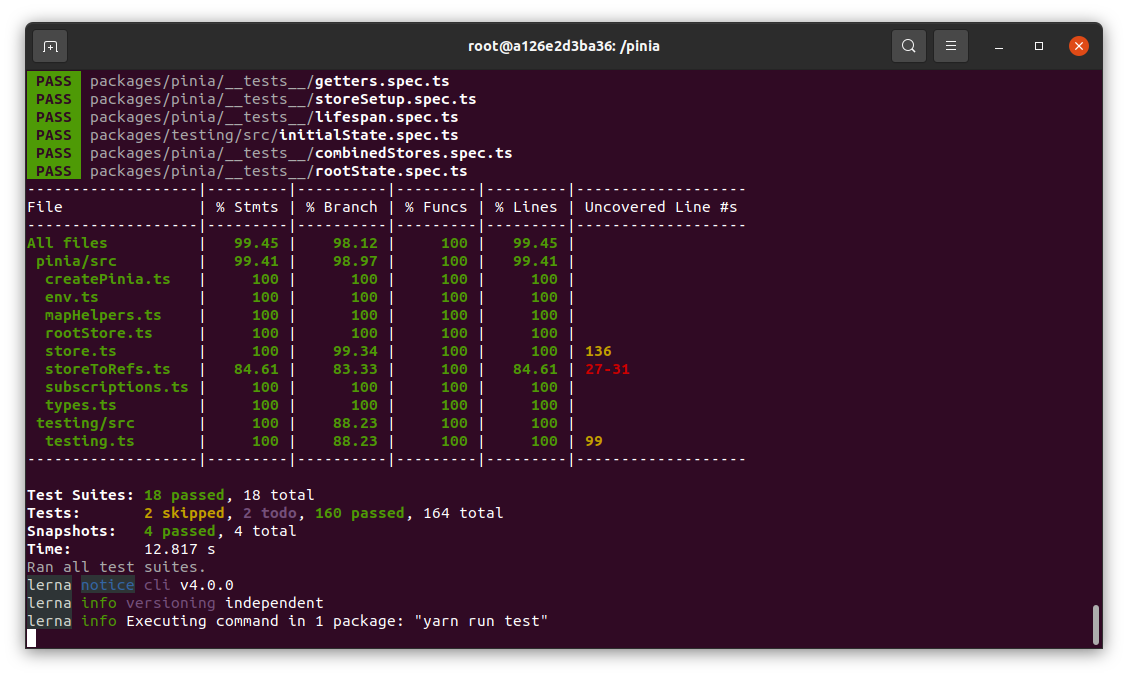 root@a126e2d3ba36: /pinia
PASS packages/pinia/__tests__/getters.spec.ts
PASS packages/pinia/__tests__/storeSetup.spec.ts
PASS packages/pinia/__tests__/lifespan.spec.ts
PASS packages/testing/src/initialState.spec.ts
PASS packages/pinia/__tests__/combinedStores.spec.ts
PASS packages/pinia/__tests__/rootState.spec.ts
-------------------|---------|----------|---------|---------|-------------------
File               | % Stmts | % Branch | % Funcs | % Lines | Uncovered Line #s
-------------------|---------|----------|---------|---------|-------------------
All files          |   99.45 |    98.12 |     100 |   99.45 |
 pinia/src         |   99.41 |    98.97 |     100 |   99.41 |
  createPinia.ts   |     100 |      100 |     100 |     100 |
  env.ts           |     100 |      100 |     100 |     100 |
  mapHelpers.ts    |     100 |      100 |     100 |     100 |
  rootStore.ts     |     100 |      100 |     100 |     100 |
  store.ts         |     100 |    99.34 |     100 |     100 | 136
  storeToRefs.ts   |   84.61 |    83.33 |     100 |   84.61 | 27-31
  subscriptions.ts |     100 |      100 |     100 |     100 |
  types.ts         |     100 |      100 |     100 |     100 |
 testing/src       |     100 |    88.23 |     100 |     100 |
  testing.ts       |     100 |    88.23 |     100 |     100 | 99
-------------------|---------|----------|---------|---------|-------------------
Test Suites: 18 passed, 18 total
Tests:       2 skipped, 2 todo, 160 passed, 164 total
Snapshots:   4 passed, 4 total
Time:        12.817 s
Ran all test suites.
lerna notice cli v4.0.0
lerna info versioning independent
lerna info Executing command in 1 package: "yarn run test"